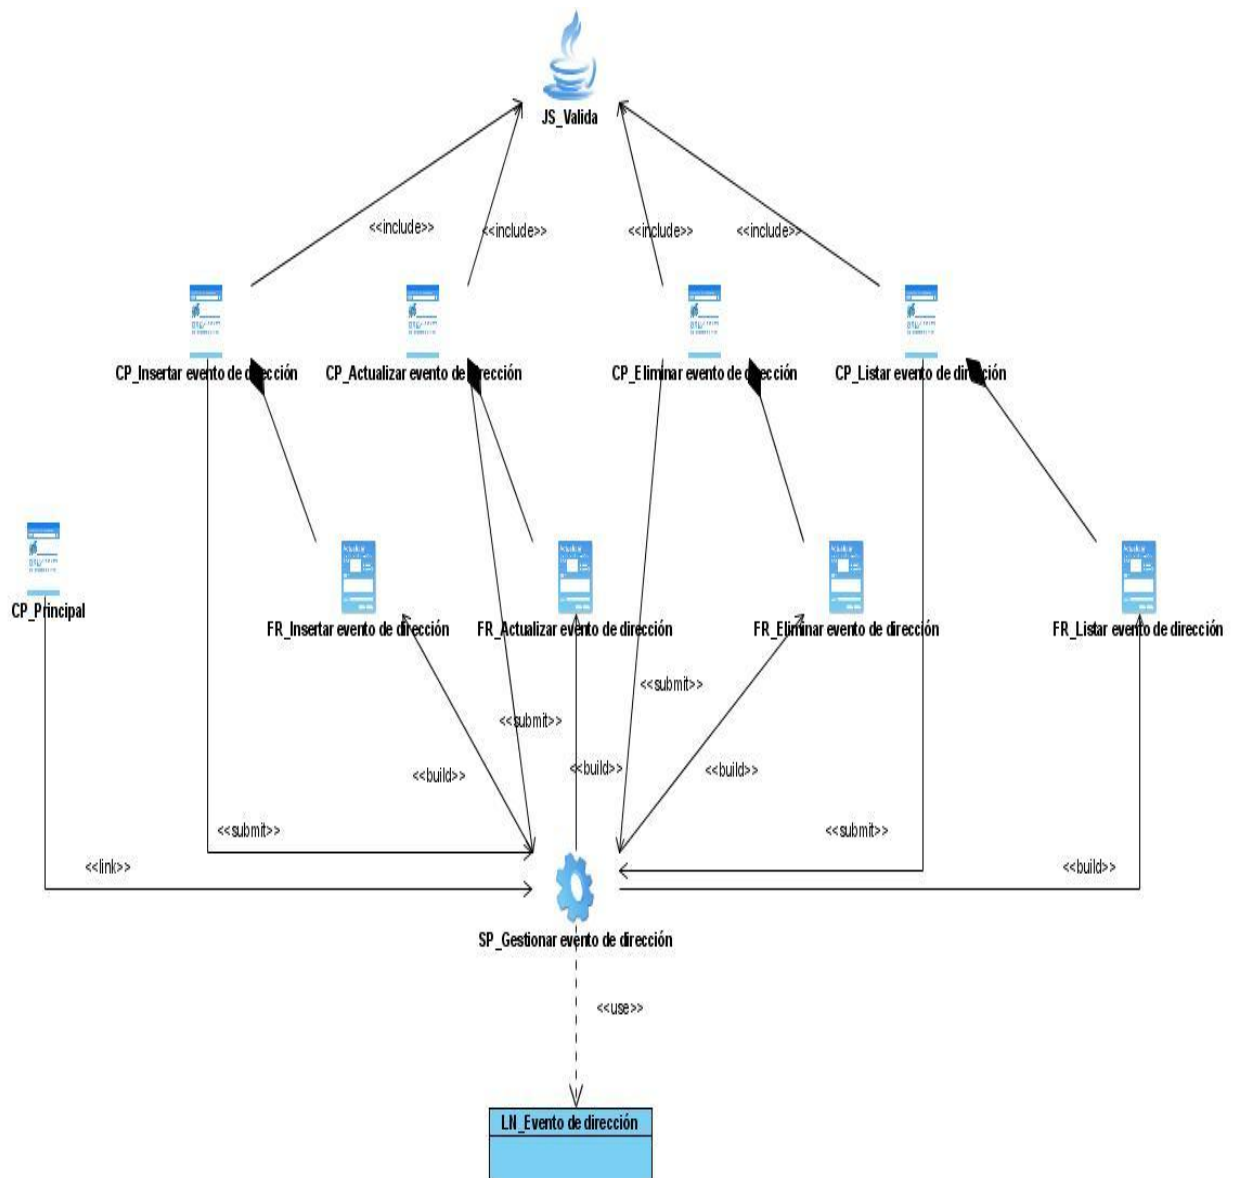 JS_Valida
<<include>>
<<include>>
<<include>>
<<include>>
CP_Insertar evento de dirección
CP_Actualizar evento de dirección
CP_Eliminar evento de dirección
CP_Listar evento de dirección
CP_Principal
FR_Insertar evento de dirección
FR_Actualizar evento de dirección
FR_Eliminar evento de dirección
FR_Listar evento de dirección
<<submit>>
<<submit>>
<<build>>
<<build>>
<<build>>
<<submit>>
<<submit>>
<<link>>
<<build>>
SP_Gestionar evento de dirección
<<use>>
LN_Evento de dirección